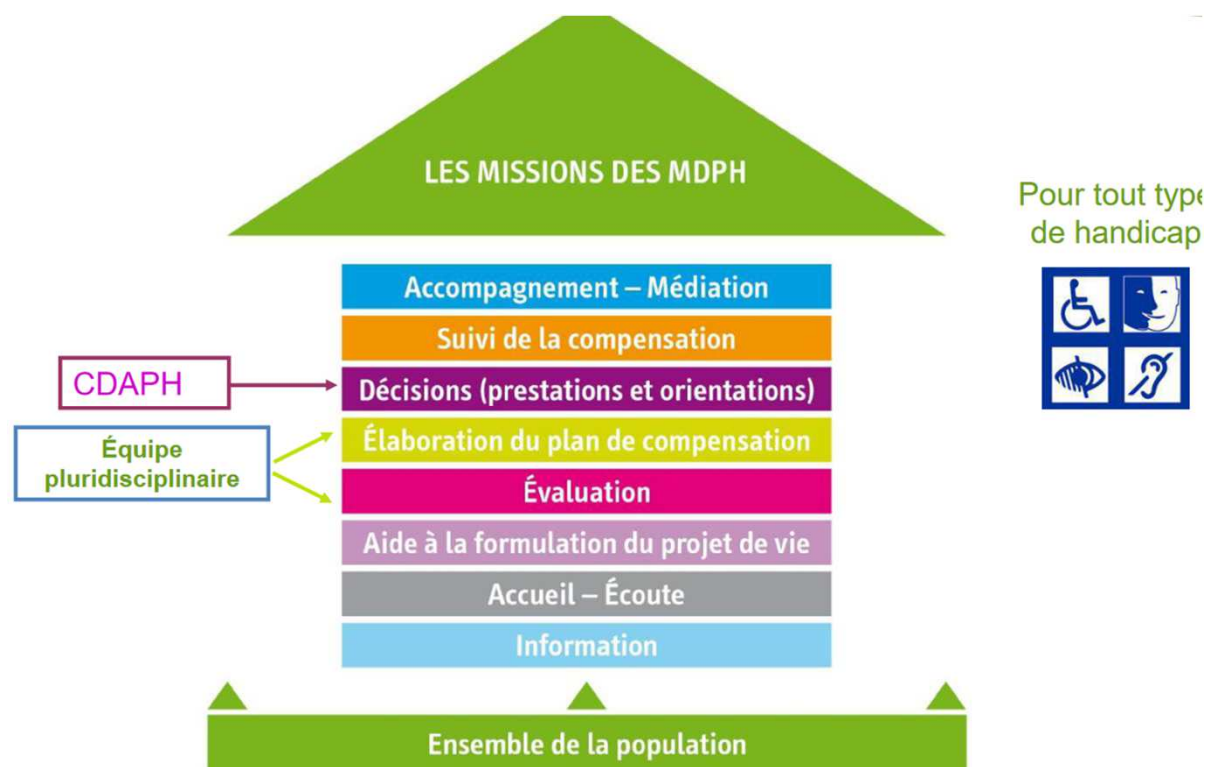 LES MISSIONS DES MDPH
Pour tout type
de handicap
Accompagnement – Médiation
Suivi de la compensation
CDAPH
Décisions (prestations et orientations)
Équipe
pluridisciplinaire
Élaboration du plan de compensation
Évaluation
Aide à la formulation du projet de vie
Accueil – Écoute
Information
Ensemble de la population